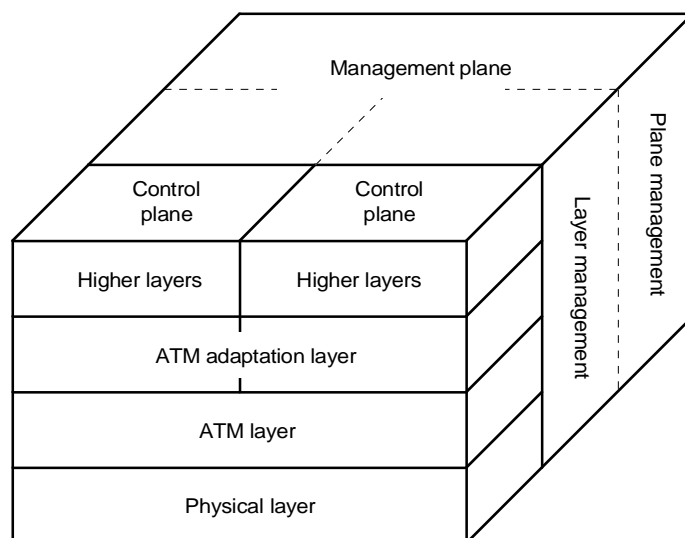 Management plane
Control
plane
Control
plane
Higher layers
Higher layers
ATM adaptation layer
ATM layer
Physical layer
Layer management
Plane management